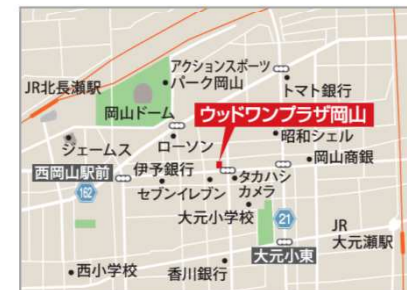 アクションスポーツ
パーク岡山
JR北長瀬駅
トマト銀行
岡山ドーム
ウッドワンプラザ岡山
昭和シェル
ローソン
ジェームス
岡山商銀
西岡山駅前
伊予銀行
タカハシ
カメラ
162
セブンイレブン
大元小学校
21
JR
大元瀬駅
大元小東
西小学校
香川銀行